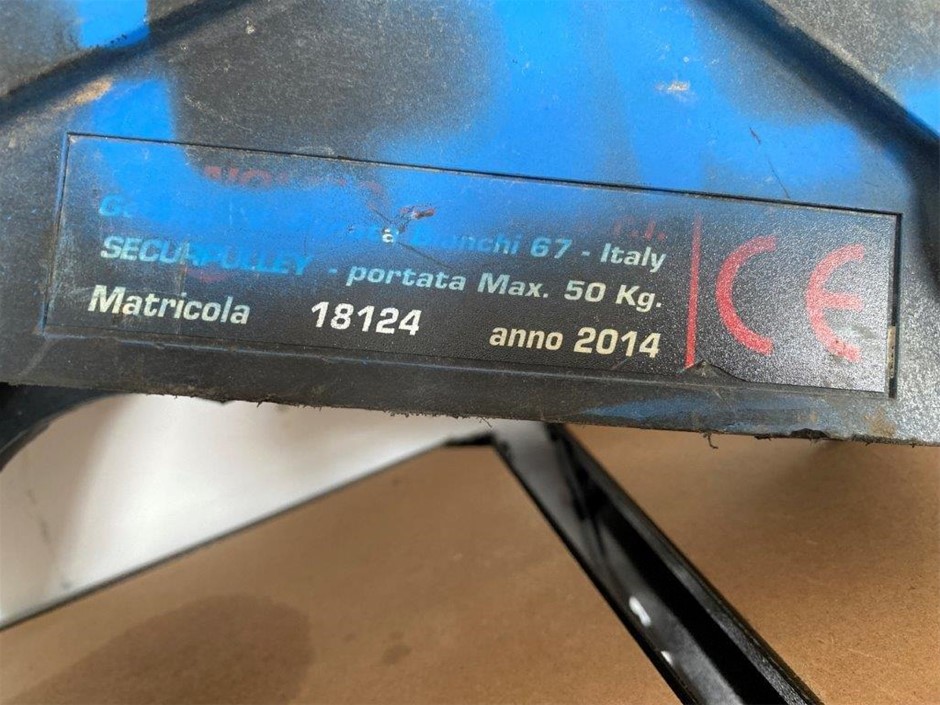 Bianchi 67 - Italy
SECURPULLEY - portata Max. 50 Kg.
Matricola 18124 anno 2014
CE